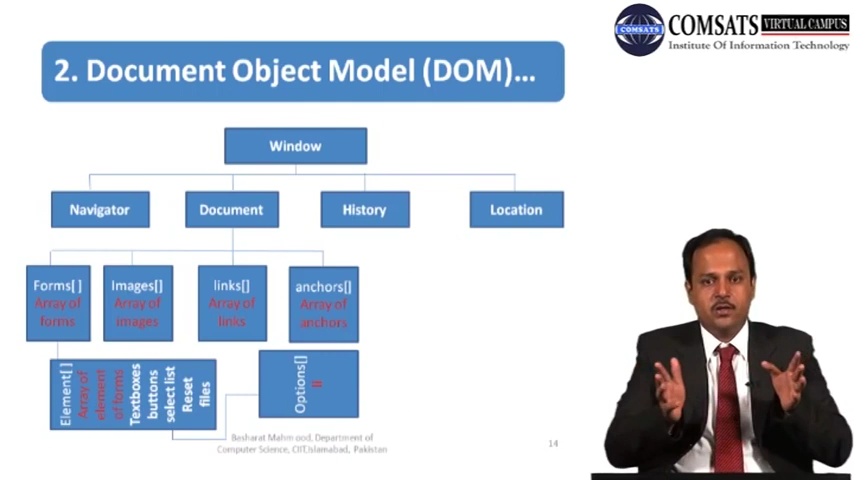 COMSATS
COMSATS VIRTUAL CAMPUS
Institute Of Information Technology
2. Document Object Model (DOM)...
Window
Navigator
Document
History
Location
Forms[ ]
Array of
forms
Images[]
Array of
images
links[]
Array of
links
anchors[]
Array of
anchors
Element[ ]
Array of
element
of forms
Textboxes
buttons
select list
Reset
files
Options[]
Basharat Mahmood, Department of
Computer Science, CIIT,Islamabad, Pakistan
14